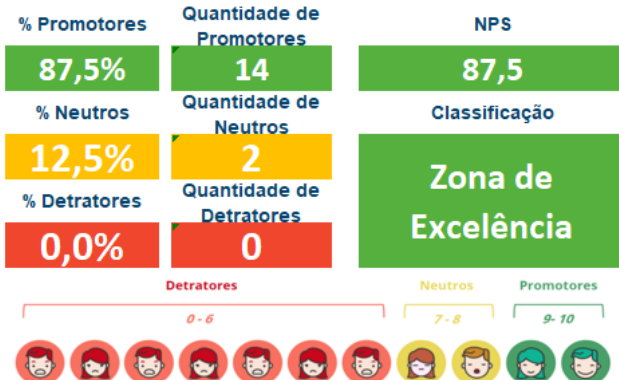 % Promotores
Quantidade de
Promotores
NPS
87,5%
14
87,5
% Neutros
Quantidade de
Neutros
Classificação
12,5%
2
Zona de
Excelência
% Detratores
Quantidade de
Detratores
0,0%
0
Detratores
Neutros
Promotores
0 - 6
7 - 8
9- 10